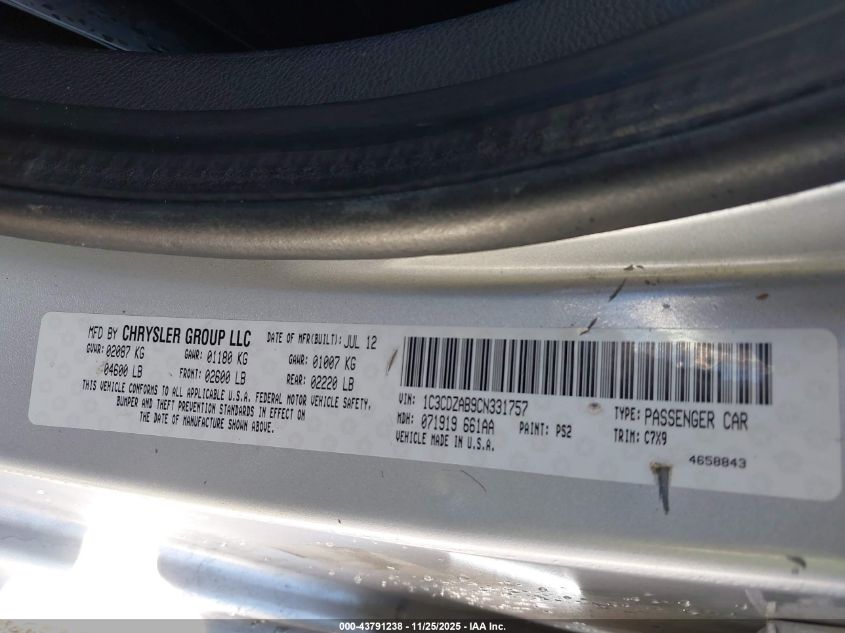 MFD BY CHRYSLER GROUP LLC DATE OF MFR(BUILT): JUL 12
GVWR: 02087 KG GAWR: 01180 KG GAWR: 01007 KG
04600 LB FRONT: 02600 LB REAR: 02220 LB
THIS VEHICLE CONFORMS TO ALL APPLICABLE U.S.A. FEDERAL MOTOR VEHICLE SAFETY,
BUMPER AND THEFT PREVENTION STANDARDS IN EFFECT ON
THE DATE OF MANUFACTURE SHOWN ABOVE.
VIN: 1C3CDZAB9CN331757 TYPE: PASSENGER CAR
MDH: 071919 661AA PAINT: PS2 TRIM: C7X9
VEHICLE MADE IN U.S.A. 4658843
000-43791238 - 11/25/2025 - IAA Inc.